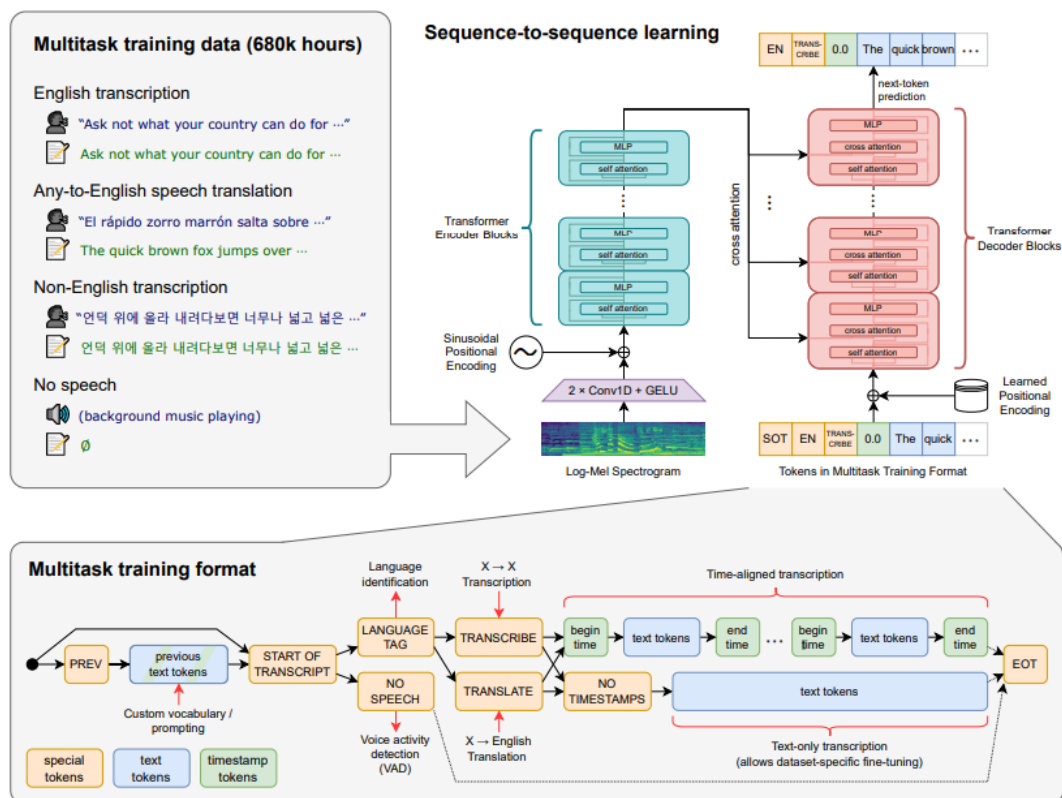 Multitask training data (680k hours)
English transcription
“Ask not what your country can do for ⋯”
Ask not what your country can do for ⋯
Any-to-English speech translation
“El rápido zorro marrón salta sobre ⋯”
The quick brown fox jumps over ⋯
Non-English transcription
“언덕 위에 올라 내려다보면 너무나 넓고 넓은 ⋯”
언덕 위에 올라 내려다보면 너무나 넓고 넓은 ⋯
No speech
(background music playing)
∅
Sequence-to-sequence learning
EN
TRANS-
CRIBE
0.0
The
quick
brown
⋯
next-token
prediction
MLP
self attention
⋮
MLP
self attention
MLP
self attention
Transformer
Encoder Blocks
cross attention
⋮
MLP
cross attention
self attention
⋮
MLP
cross attention
self attention
MLP
cross attention
self attention
Transformer
Decoder Blocks
Sinusoidal
Positional
Encoding
2 × Conv1D + GELU
Log-Mel Spectrogram
Learned
Positional
Encoding
SOT
EN
TRANS-
CRIBE
0.0
The
quick
⋯
Tokens in Multitask Training Format
Multitask training format
Language
identification
X → X
Transcription
Time-aligned transcription
PREV
previous
text tokens
START OF
TRANSCRIPT
LANGUAGE
TAG
NO
SPEECH
TRANSCRIBE
TRANSLATE
begin
time
text tokens
end
time
⋯
begin
time
text tokens
end
time
NO
TIMESTAMPS
text tokens
EOT
Custom vocabulary /
prompting
Voice activity
detection
(VAD)
X → English
Translation
Text-only transcription
(allows dataset-specific fine-tuning)
special
tokens
text
tokens
timestamp
tokens